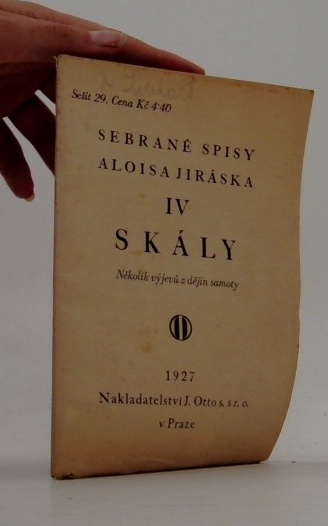 Sešit 29. Cena Kč 4·40
SEBRANÉ SPISY
ALOISA JIRÁSKA
IV
SKÁLY
Několik výjevů z dějin samoty
1927
Nakladatelství J. Otto s. s r. o.
v Praze